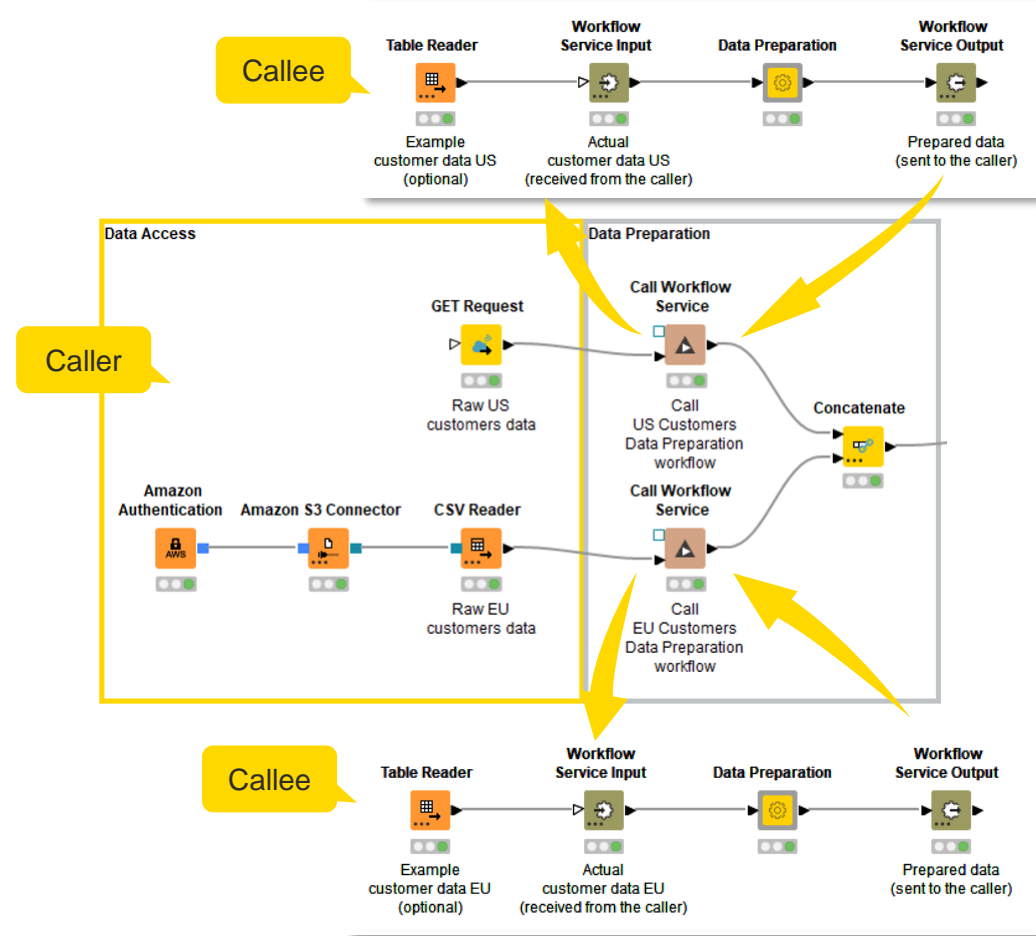 Callee
Table Reader
Workflow
Service Input
Data Preparation
Workflow
Service Output
Example
customer data US
(optional)
Actual
customer data US
(received from the caller)
Prepared data
(sent to the caller)
Data Access
Data Preparation
Caller
GET Request
Raw US
customers data
Call Workflow
Service
Call
US Customers
Data Preparation
workflow
Concatenate
Amazon
Authentication
AWS
Amazon S3 Connector
CSV Reader
Raw EU
customers data
Call Workflow
Service
Call
EU Customers
Data Preparation
workflow
Callee
Table Reader
Workflow
Service Input
Data Preparation
Workflow
Service Output
Example
customer data EU
(optional)
Actual
customer data EU
(received from the caller)
Prepared data
(sent to the caller)